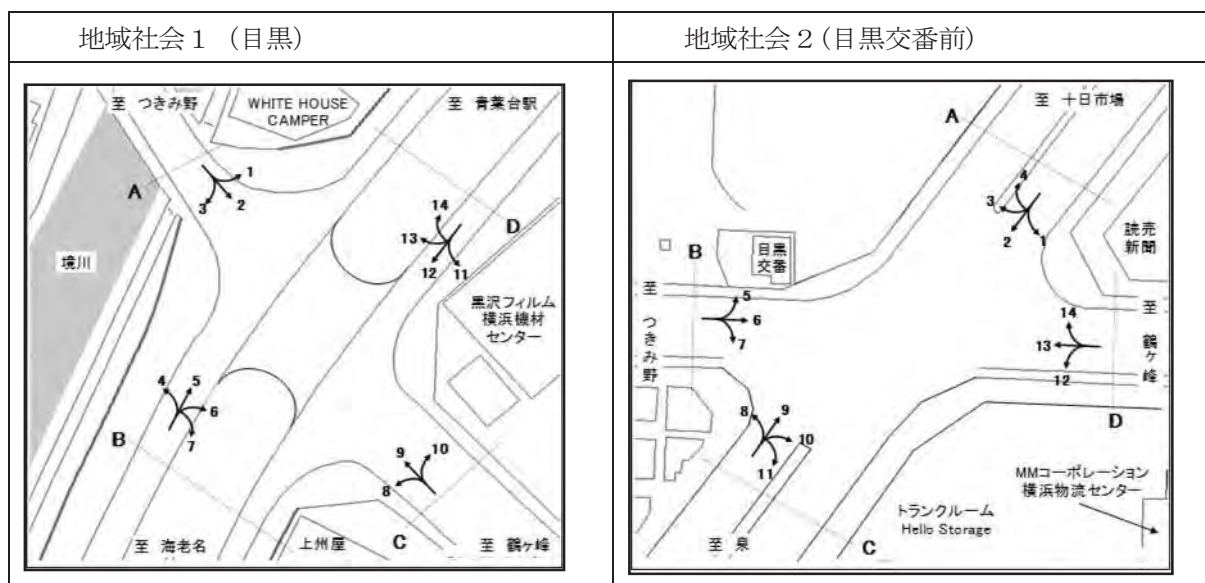 地域社会１（目黒）
地域社会２(目黒交番前)
至 つきみ野
WHITE HOUSE
CAMPER
至 青葉台駅
A
1
2
3
14
13
12
11
D
境川
黒沢フィルム
横浜機材
センター
4
5
6
7
B
9
10
8
至 海老名
上州屋
C
至 鶴ヶ峰
至 十日市場
A
4
3
2
1
読売
新聞
目黒
交番
B
至 つきみ野
5
6
7
14
13
12
至 鶴ヶ峰
8
9
10
11
D
MMコーポレーション
横浜物流センター
トランクルーム
Hello Storage
至 泉
C